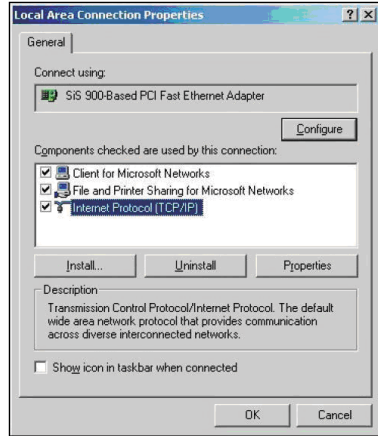 Local Area Connection Properties
General
Connect using:
SiS 900-Based PCI Fast Ethernet Adapter
Configure
Components checked are used by this connection:
Client for Microsoft Networks
File and Printer Sharing for Microsoft Networks
Internet Protocol (TCP/IP)
Install...
Uninstall
Properties
Description
Transmission Control Protocol/Internet Protocol. The default
wide area network protocol that provides communication
across diverse interconnected networks.
Show icon in taskbar when connected
OK
Cancel